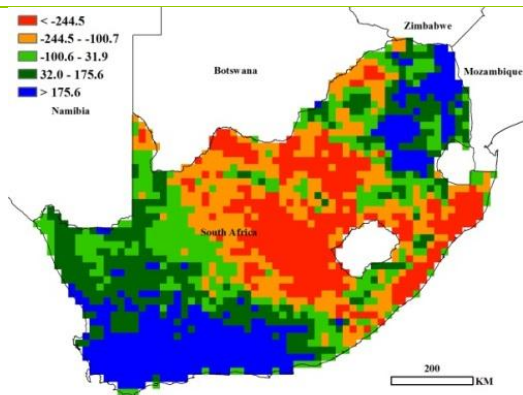 < -244.5
-244.5 - -100.7
-100.6 - 31.9
32.0 - 175.6
> 175.6
Namibia
Botswana
Zimbabwe
Mozambique
South Africa
200
KM